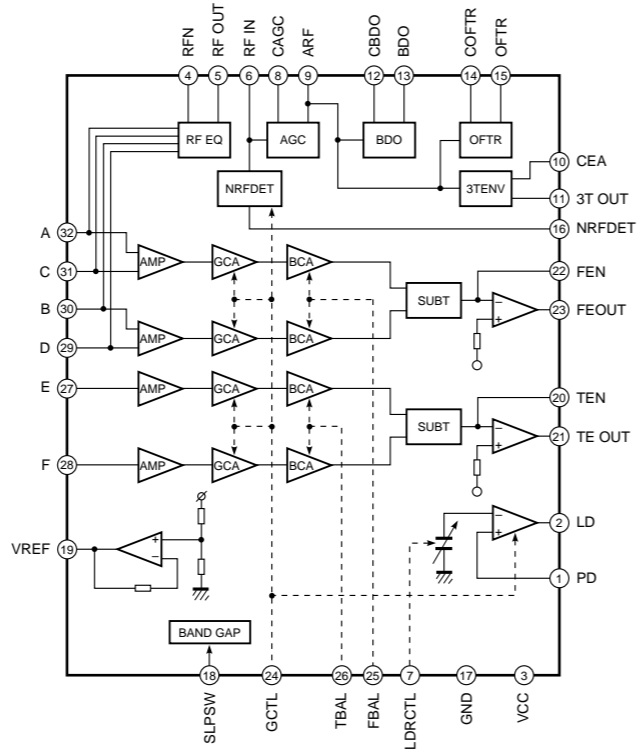 RFN
RF OUT
RF IN
CAGC
ARF
CBDO
BDO
COFTR
OFTR
4
5
6
8
9
12
13
14
15
RF EQ
AGC
BDO
OFTR
NRFDET
3TENV
10 CEA
11 3T OUT
16 NRFDET
A 32
C 31
AMP
GCA
BCA
SUBT
22 FEN
−
+
23 FEOUT
B 30
D 29
AMP
GCA
BCA
E 27
AMP
GCA
BCA
SUBT
20 TEN
−
+
21 TE OUT
F 28
AMP
GCA
BCA
VREF 19
+
−
−
+
2 LD
1 PD
BAND GAP
18
24
26
25
7
17
3
SLPSW
GCTL
TBAL
FBAL
LDRCTL
GND
VCC